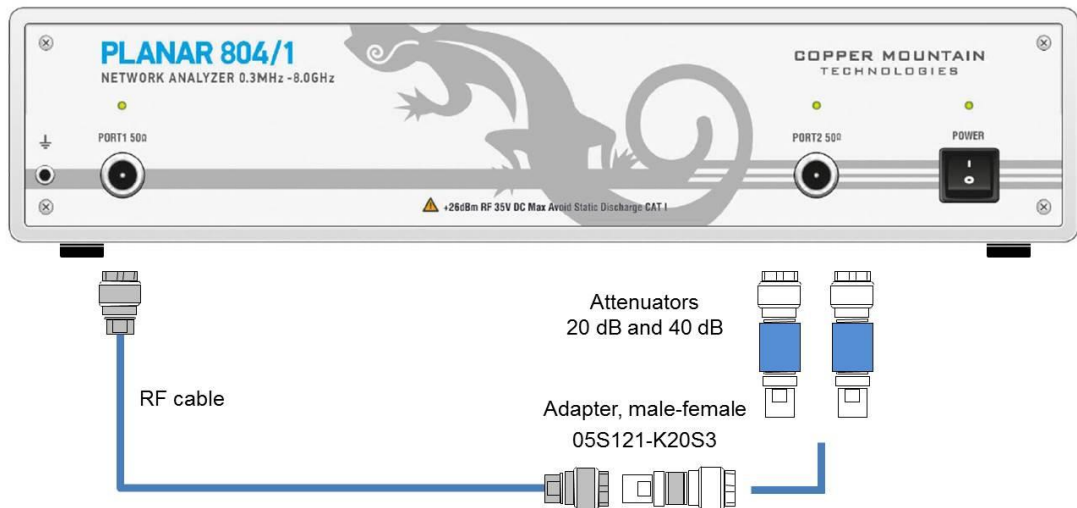 PLANAR 804/1
NETWORK ANALYZER 0.3MHz -8.0GHz
COPPER MOUNTAIN
TECHNOLOGIES
PORT1 50Ω
PORT2 50Ω
POWER
I
O
+26dBm RF 35V DC Max Avoid Static Discharge CAT I
Attenuators
20 dB and 40 dB
RF cable
Adapter, male-female
05S121-K20S3